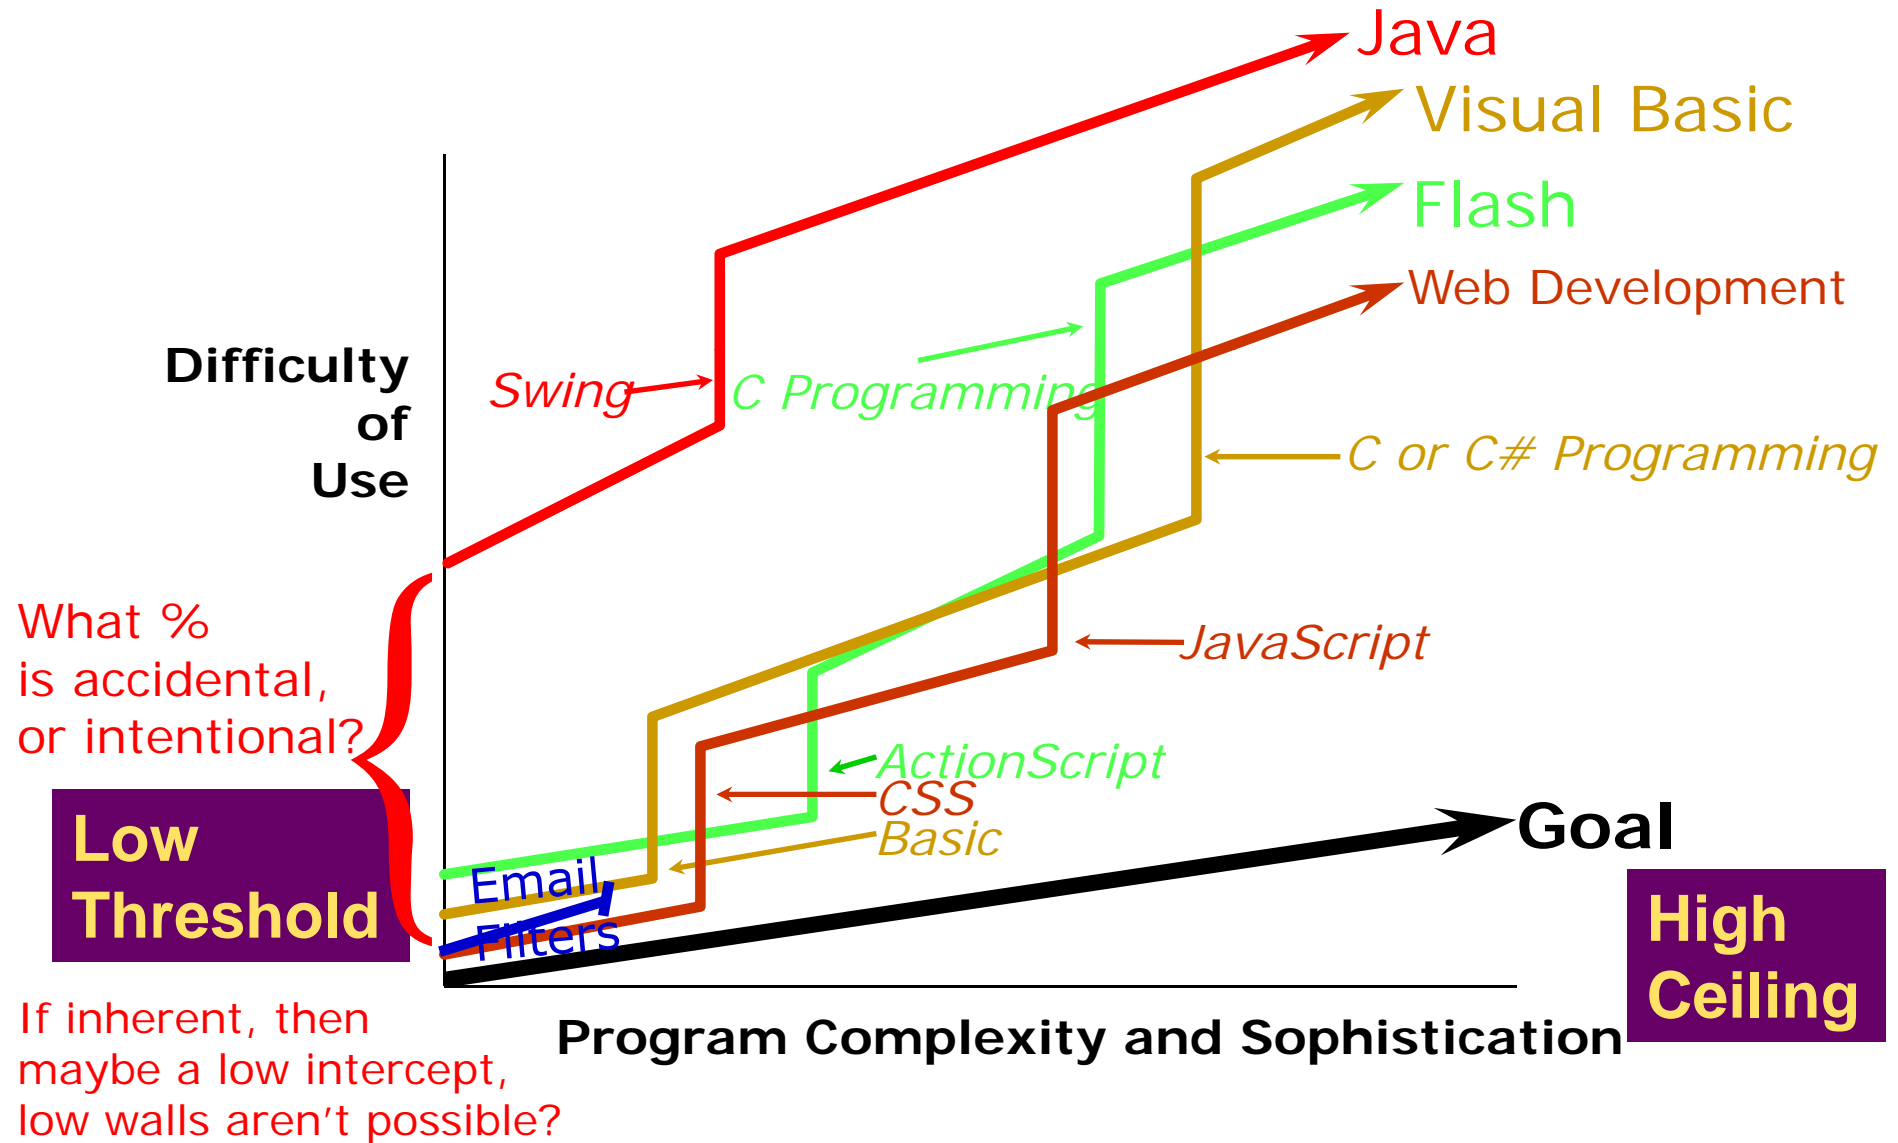 Java
Visual Basic
Flash
Web Development
Difficulty
of
Use
Swing
C Programming
C or C# Programming
What %
is accidental,
or intentional?
JavaScript
ActionScript
CSS
Basic
Low
Threshold
Email
Filters
Goal
High
Ceiling
If inherent, then
maybe a low intercept,
low walls aren't possible?
Program Complexity and Sophistication